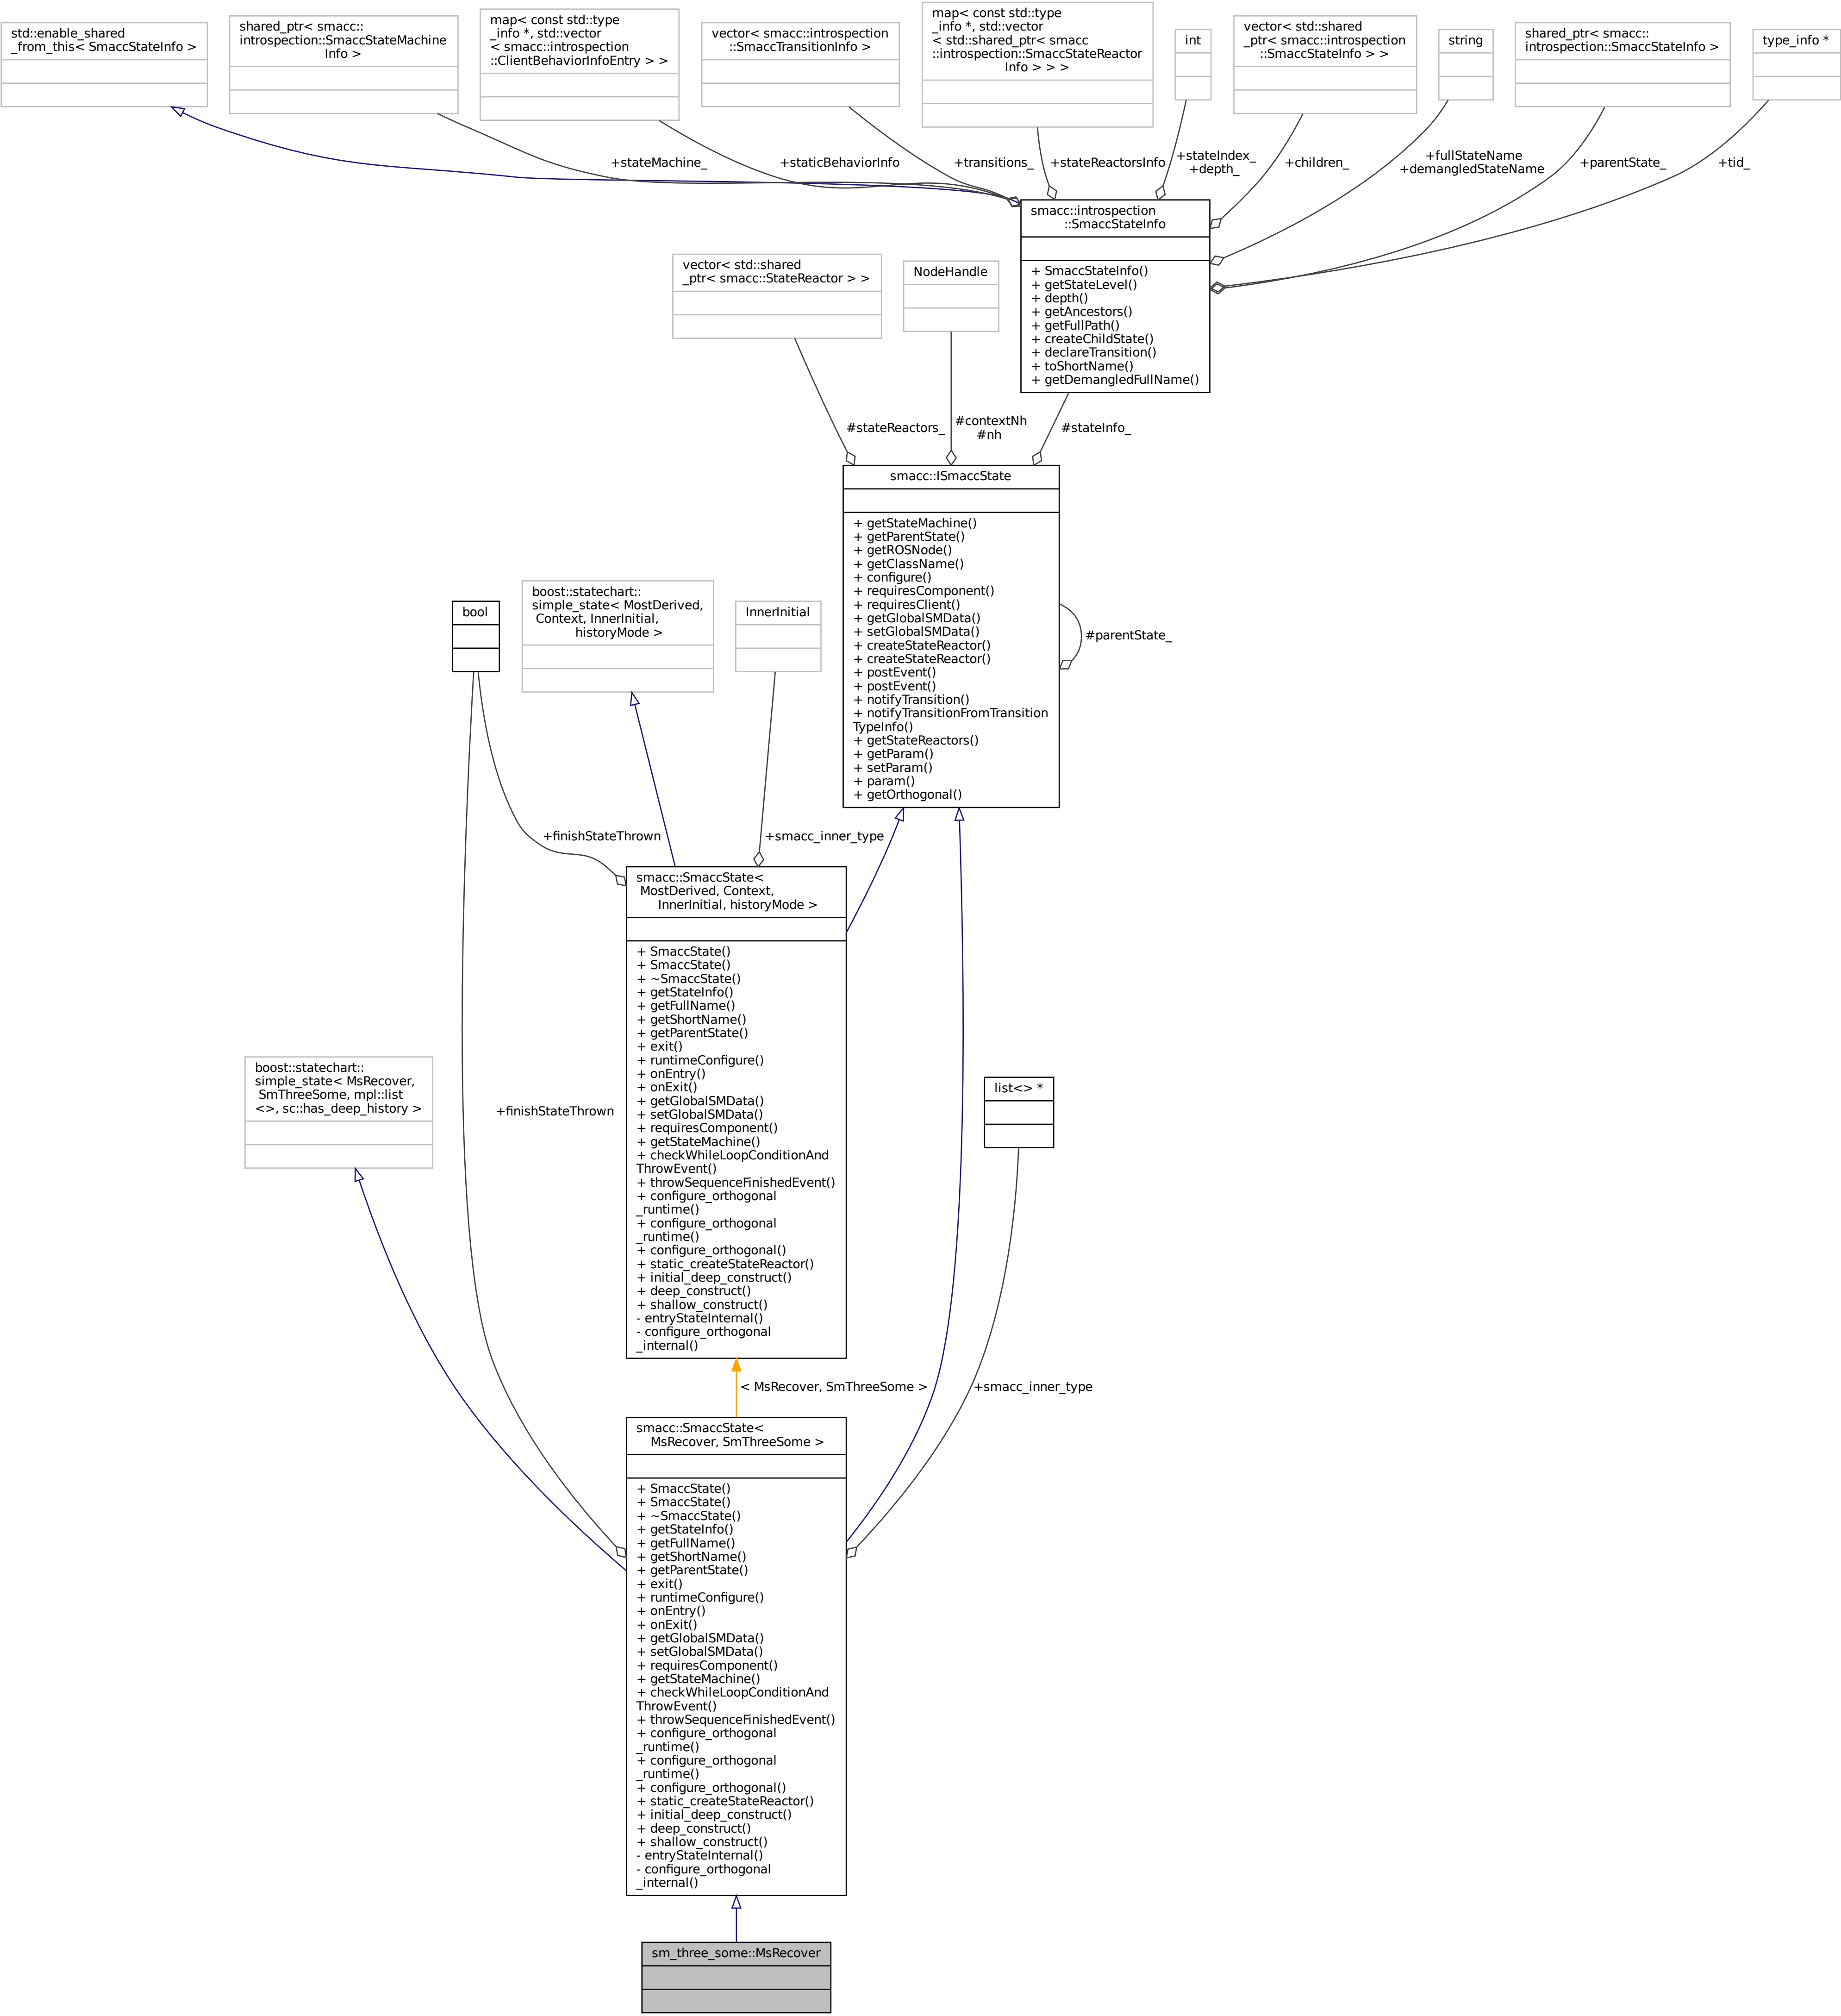 std::enable_shared
_from_this< SmaccStateInfo >
shared_ptr< smacc::
introspection::SmaccStateMachine
Info >
map< const std::type
_info *, std::vector
< smacc::introspection
::ClientBehaviorInfoEntry > >
vector< smacc::introspection
::SmaccTransitionInfo >
map< const std::type
_info *, std::vector
< std::shared_ptr< smacc
::introspection::SmaccStateReactor
Info > > >
int
vector< std::shared
_ptr< smacc::introspection
::SmaccStateInfo > >
string
shared_ptr< smacc::
introspection::SmaccStateInfo >
type_info *
+stateMachine_
+staticBehaviorInfo
+transitions_
+stateReactorsInfo
+stateIndex_
+depth_
+children_
+fullStateName
+demangledStateName
+parentState_
+tid_
smacc::introspection
::SmaccStateInfo
+ SmaccStateInfo()
+ getStateLevel()
+ depth()
+ getAncestors()
+ getFullPath()
+ createChildState()
+ declareTransition()
+ toShortName()
+ getDemangledFullName()
vector< std::shared
_ptr< smacc::StateReactor > >
NodeHandle
#stateReactors_
#contextNh
#nh
#stateInfo_
smacc::ISmaccState
+ getStateMachine()
+ getParentState()
+ getROSNode()
+ getClassName()
+ configure()
+ requiresComponent()
+ requiresClient()
+ getGlobalSMData()
+ setGlobalSMData()
+ createStateReactor()
+ createStateReactor()
+ postEvent()
+ postEvent()
+ notifyTransition()
+ notifyTransitionFromTransition
TypeInfo()
+ getStateReactors()
+ getParam()
+ setParam()
+ param()
+ getOrthogonal()
#parentState_
bool
boost::statechart::
simple_state< MostDerived,
Context, InnerInitial,
historyMode >
InnerInitial
+finishStateThrown
+smacc_inner_type
smacc::SmaccState<
MostDerived, Context,
InnerInitial, historyMode >
+ SmaccState()
+ SmaccState()
+ ~SmaccState()
+ getStateInfo()
+ getFullName()
+ getShortName()
+ getParentState()
+ exit()
+ runtimeConfigure()
+ onEntry()
+ onExit()
+ getGlobalSMData()
+ setGlobalSMData()
+ requiresComponent()
+ getStateMachine()
+ checkWhileLoopConditionAnd
ThrowEvent()
+ throwSequenceFinishedEvent()
+ configure_orthogonal
_runtime()
+ configure_orthogonal
_runtime()
+ configure_orthogonal()
+ static_createStateReactor()
+ initial_deep_construct()
+ deep_construct()
+ shallow_construct()
- entryStateInternal()
- configure_orthogonal
_internal()
boost::statechart::
simple_state< MsRecover,
SmThreeSome, mpl::list
<>, sc::has_deep_history >
+finishStateThrown
list<> *
< MsRecover, SmThreeSome >
+smacc_inner_type
smacc::SmaccState<
MsRecover, SmThreeSome >
+ SmaccState()
+ SmaccState()
+ ~SmaccState()
+ getStateInfo()
+ getFullName()
+ getShortName()
+ getParentState()
+ exit()
+ runtimeConfigure()
+ onEntry()
+ onExit()
+ getGlobalSMData()
+ setGlobalSMData()
+ requiresComponent()
+ getStateMachine()
+ checkWhileLoopConditionAnd
ThrowEvent()
+ throwSequenceFinishedEvent()
+ configure_orthogonal
_runtime()
+ configure_orthogonal
_runtime()
+ configure_orthogonal()
+ static_createStateReactor()
+ initial_deep_construct()
+ deep_construct()
+ shallow_construct()
- entryStateInternal()
- configure_orthogonal
_internal()
sm_three_some::MsRecover